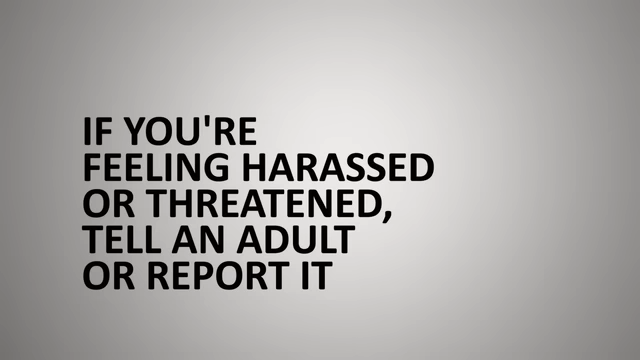 IF YOU'RE
FEELING HARASSED
OR THREATENED,
TELL AN ADULT
OR REPORT IT